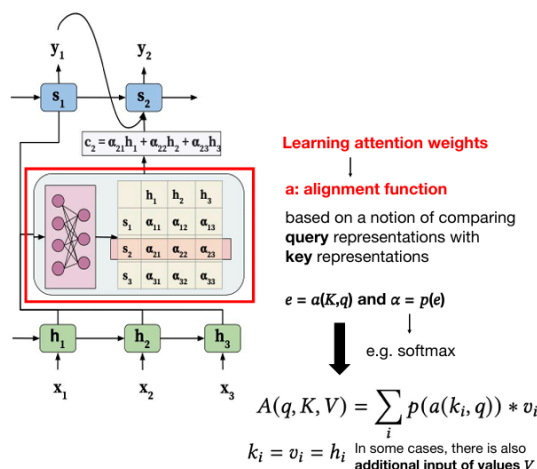 y₁ y₂
s₁ s₂
c₂ = α₂₁h₁ + α₂₂h₂ + α₂₃h₃
h₁ h₂ h₃
s₁ α₁₁ α₁₂ α₁₃
s₂ α₂₁ α₂₂ α₂₃
s₃ α₃₁ α₃₂ α₃₃
h₁ h₂ h₃
x₁ x₂ x₃
Learning attention weights
a: alignment function
based on a notion of comparing
query representations with
key representations
e = a(K,q) and α = p(e)
e.g. softmax
A(q, K, V) = ∑ᵢ p(a(kᵢ, q)) * vᵢ
kᵢ = vᵢ = hᵢ
In some cases, there is also
additional input of values V